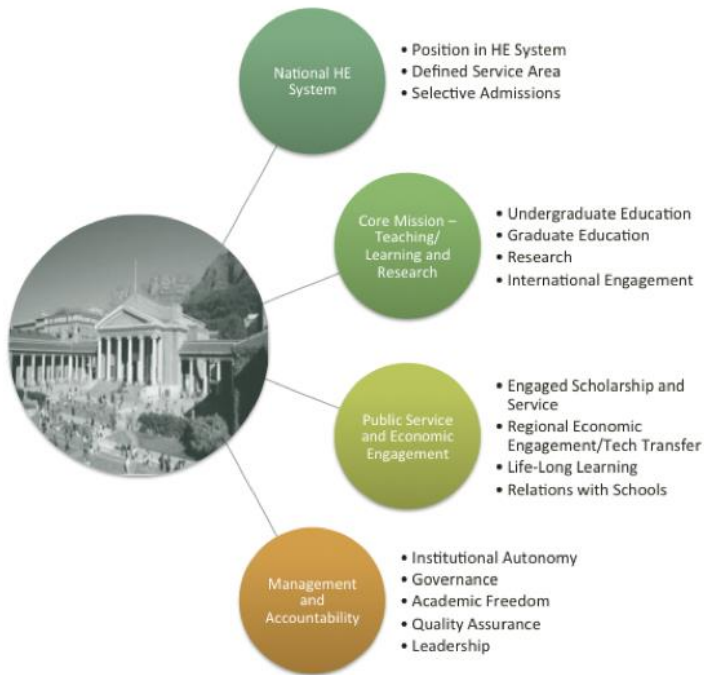 National HE
System
• Position in HE System
• Defined Service Area
• Selective Admissions
Core Mission –
Teaching/
Learning and
Research
• Undergraduate Education
• Graduate Education
• Research
• International Engagement
Public Service
and Economic
Engagement
• Engaged Scholarship and
Service
• Regional Economic
Engagement/Tech Transfer
• Life-Long Learning
• Relations with Schools
Management
and
Accountability
• Institutional Autonomy
• Governance
• Academic Freedom
• Quality Assurance
• Leadership